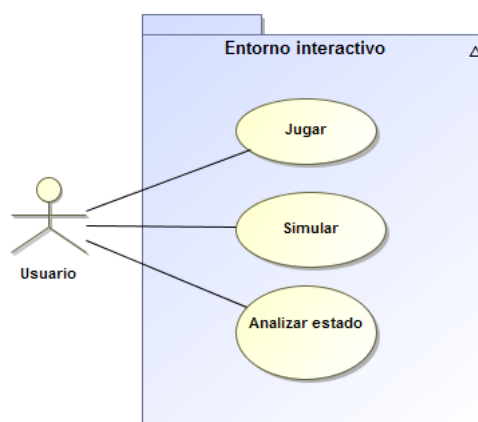 Entorno interactivo
Jugar
Simular
Usuario
Analizar estado